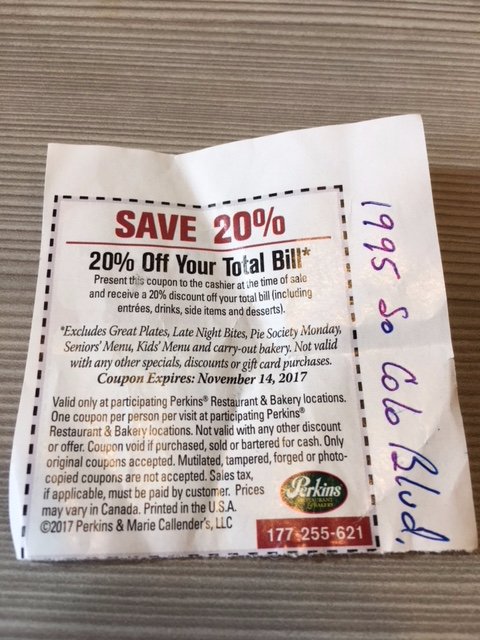 SAVE 20%
20% Off Your Total Bill*
Present this coupon to the cashier at the time of sale
and receive a 20% discount off your total bill (including
entrées, drinks, side items and desserts).
*Excludes Great Plates, Late Night Bites, Pie Society Monday,
Seniors' Menu, Kids' Menu and carry-out bakery. Not valid
with any other specials, discounts or gift card purchases.
Coupon Expires: November 14, 2017
Valid only at participating Perkins® Restaurant & Bakery locations.
One coupon per person per visit at participating Perkins®
Restaurant & Bakery locations. Not valid with any other discount
or offer. Coupon void if purchased, sold or bartered for cash. Only
original coupons accepted. Mutilated, tampered, forged or photo-
copied coupons are not accepted. Sales tax,
if applicable, must be paid by customer. Prices
may vary in Canada. Printed in the U.S.A.
©2017 Perkins & Marie Callender's, LLC
Perkins
RESTAURANT
& BAKERY
177-255-621
1995 So Colo Blvd.